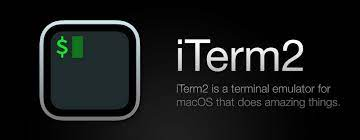 $
iTerm2
iTerm2 is a terminal emulator for
macOS that does amazing things.